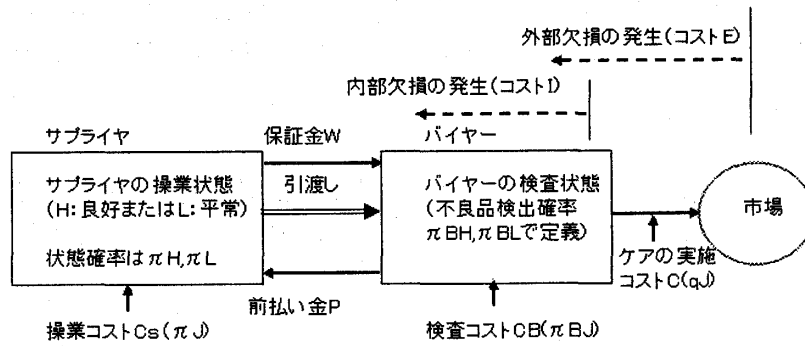 外部欠損の発生(コストE)
内部欠損の発生(コストI)
サプライヤ
保証金W
バイヤー
サプライヤの操業状態
(H:良好またはL:平常)
状態確率はπH,πL
引渡し
バイヤーの検査状態
(不良品検出確率
πBH,πBLで定義)
市場
ケアの実施
コストC(qJ)
前払い金P
操業コストCs(πJ)
検査コストCB(πBJ)